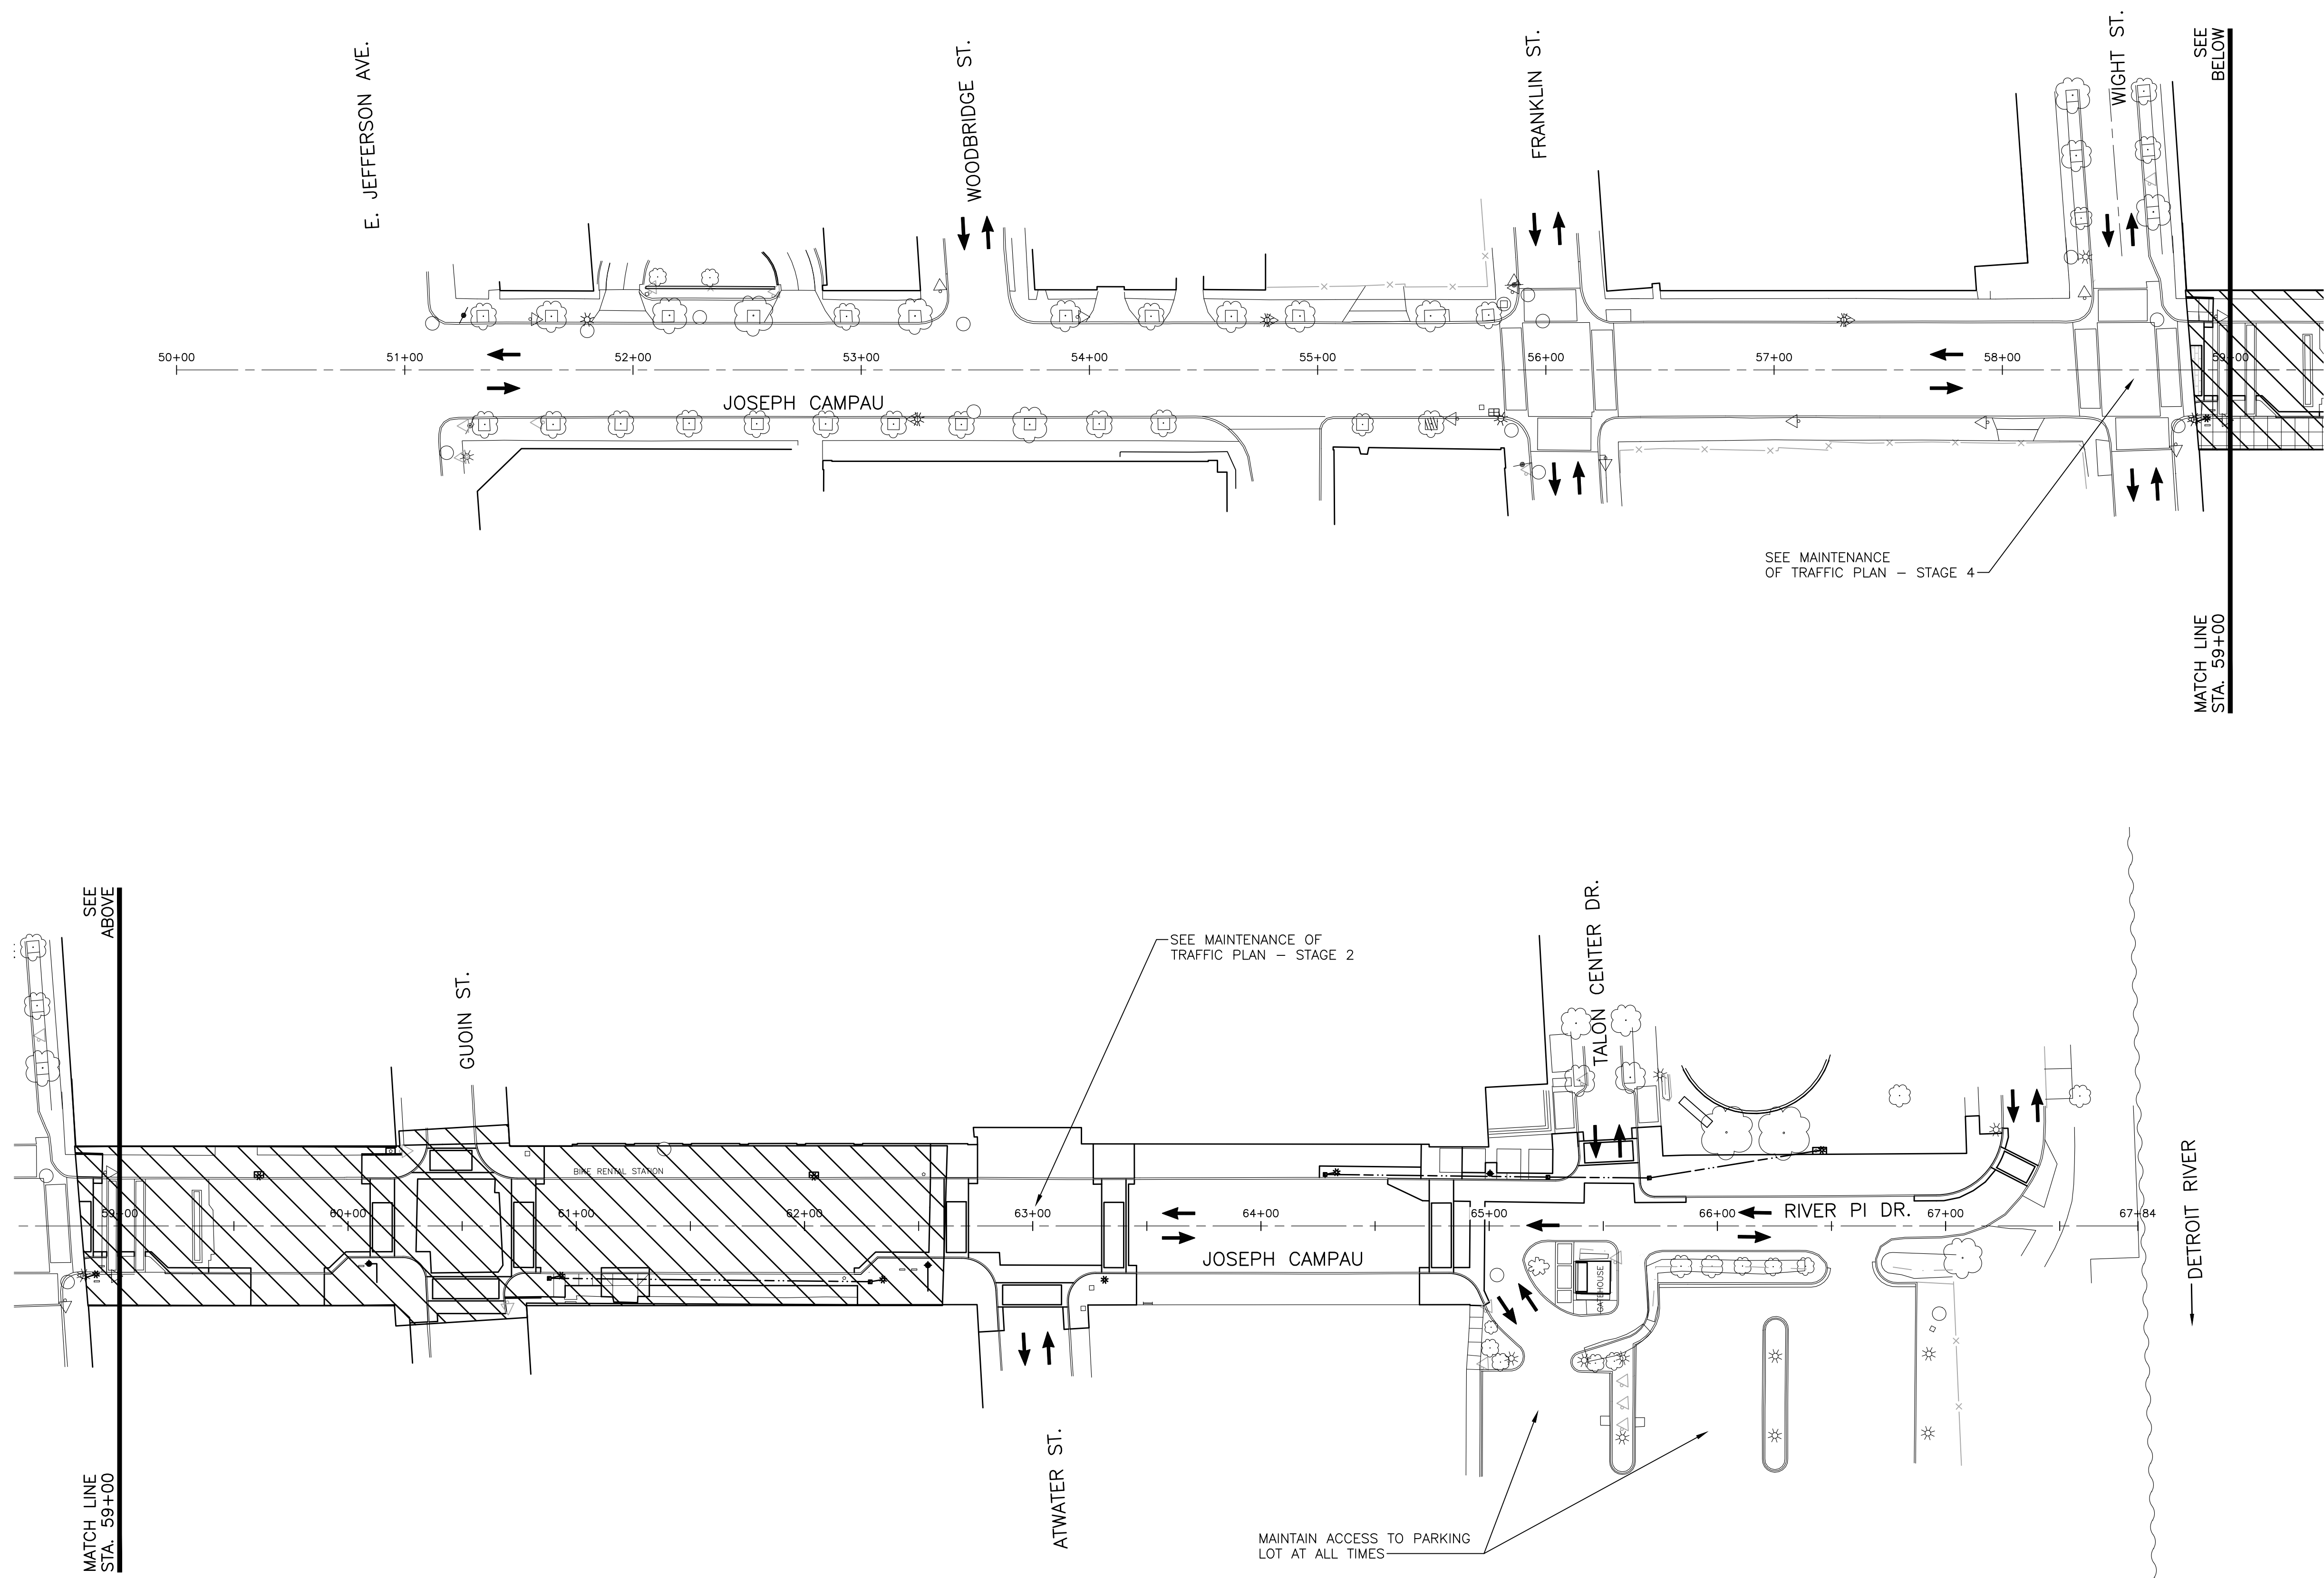 E. JEFFERSON AVE.
WOODBRIDGE ST.
FRANKLIN ST.
WIGHT ST.
SEE
BELOW
50+00
51+00
52+00
53+00
54+00
55+00
56+00
57+00
58+00
59+00
JOSEPH CAMPAU
SEE MAINTENANCE
OF TRAFFIC PLAN – STAGE 4
MATCH LINE
STA. 59+00
SEE
ABOVE
GUOIN ST.
SEE MAINTENANCE OF
TRAFFIC PLAN – STAGE 2
TALON CENTER DR.
BIKE RENTAL STATION
59+00
60+00
61+00
62+00
63+00
64+00
65+00
66+00
67+00
67+84
RIVER PI DR.
JOSEPH CAMPAU
GATEHOUSE
DETROIT RIVER
ATWATER ST.
MATCH LINE
STA. 59+00
MAINTAIN ACCESS TO PARKING
LOT AT ALL TIMES